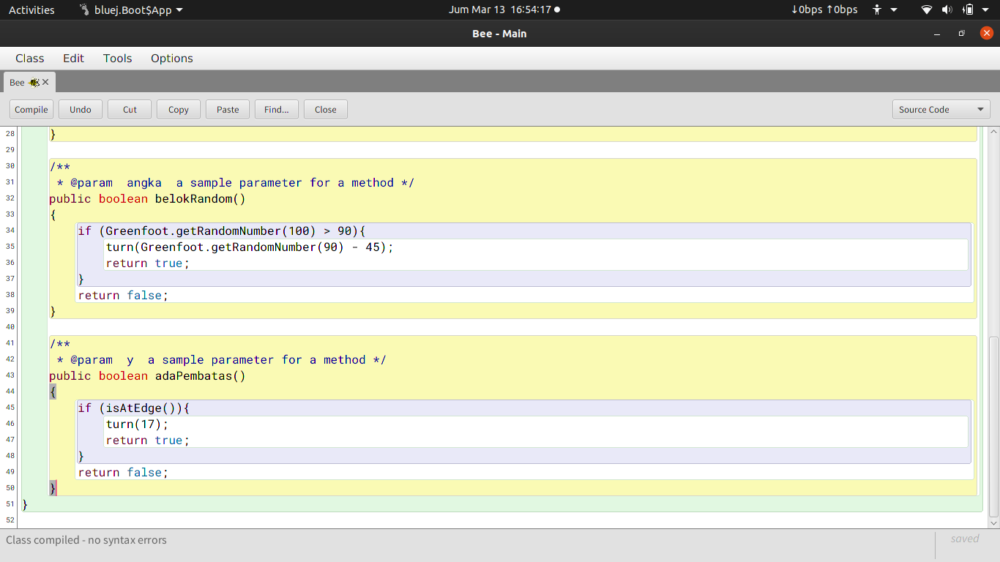 Activities bluej.Boot$App Jum Mar 13 16:54:17 ↓0bps ↑0bps
Bee - Main
Class Edit Tools Options
Bee
Compile Undo Cut Copy Paste Find... Close Source Code
28 }
29
30 /**
31 * @param angka a sample parameter for a method */
32 public boolean belokRandom()
33 {
34 if (Greenfoot.getRandomNumber(100) > 90){
35 turn(Greenfoot.getRandomNumber(90) - 45);
36 return true;
37 }
38 return false;
39 }
40
41 /**
42 * @param y a sample parameter for a method */
43 public boolean adaPembatas()
44 {
45 if (isAtEdge()){
46 turn(17);
47 return true;
48 }
49 return false;
50 }
51 }
52
Class compiled - no syntax errors saved